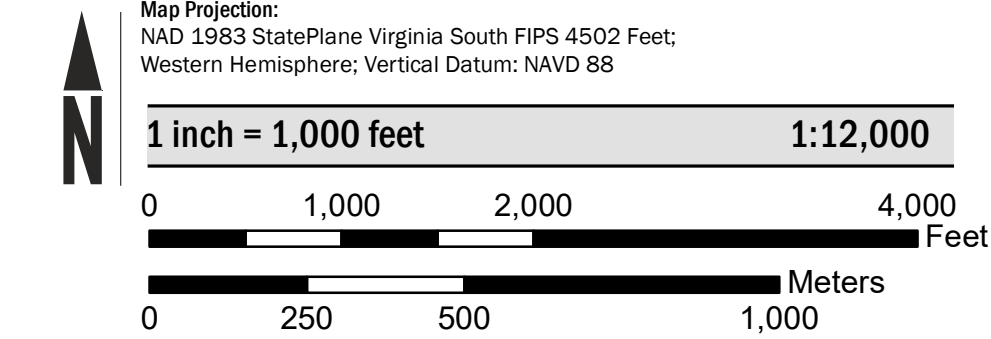 Map Projection:
NAD 1983 StatePlane Virginia South FIPS 4502 Feet;
Western Hemisphere; Vertical Datum: NAVD 88
N
1 inch = 1,000 feet 1:12,000
0 1,000 2,000 4,000
Feet
Meters
0 250 500 1,000